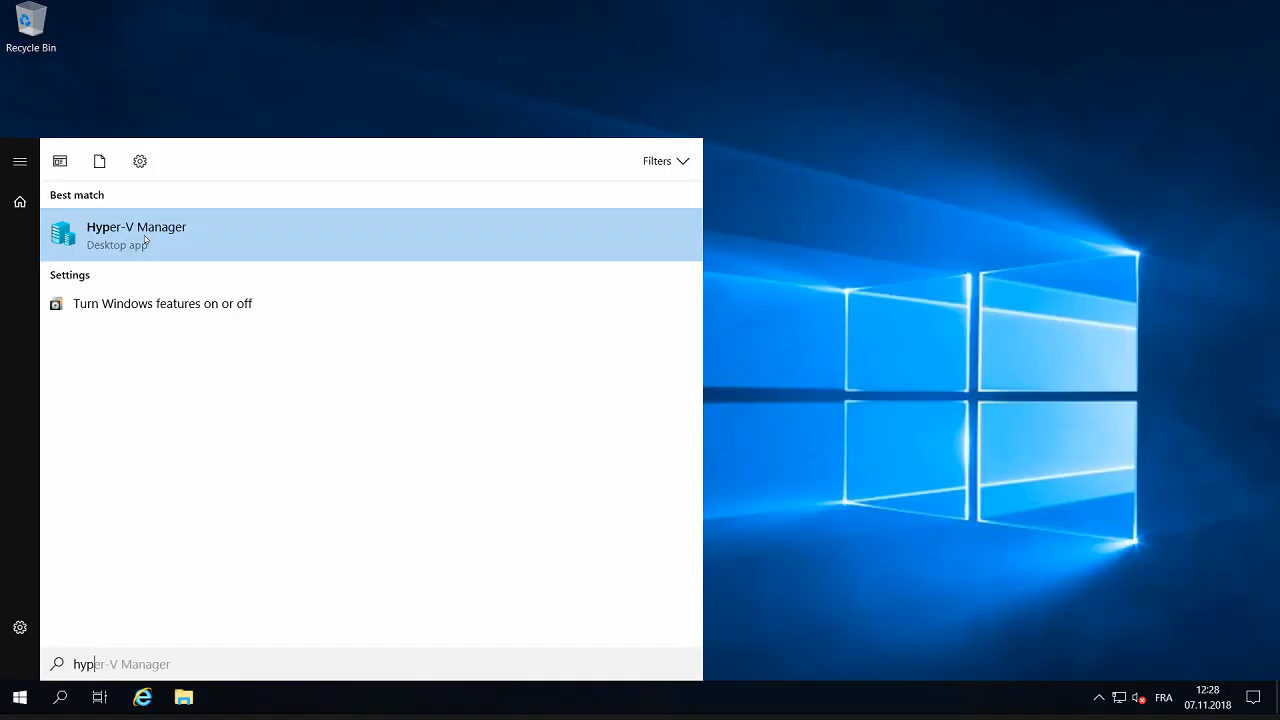 Recycle Bin
Filters
Best match
Hyper-V Manager
Desktop app
Settings
Turn Windows features on or off
hyper-V Manager
FRA
12:28
07.11.2018